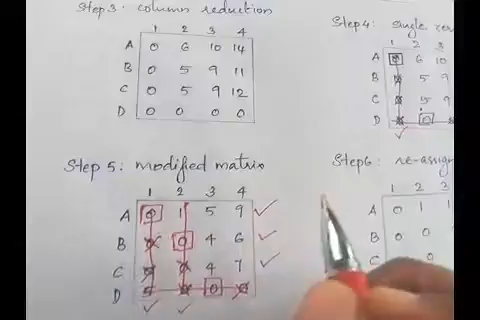 Step 3: column reduction
1 2 3 4
A 0 6 10 14
B 0 5 9 11
C 0 5 9 12
D 0 0 0 0
Step 4: single
1 2 3
A 0 6 10
B 0 5 9
C 0 5 9
D 0 0
Step 5: modified matrix
1 2 3 4
A 0 1 5 9
B 0 0 4 6
C 0 0 4 7
D 5 0 0 0
Step 6: re-assign
1 2
A 0 1 1
B 0 0
C 0